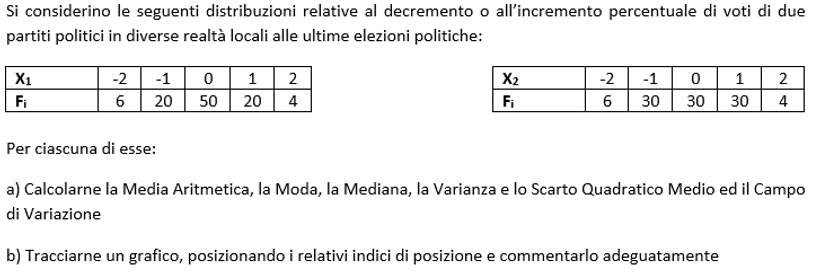 Si considerino le seguenti distribuzioni relative al decremento o all’incremento percentuale di voti di due
partiti politici in diverse realtà locali alle ultime elezioni politiche:
X₁ -2 -1 0 1 2
Fᵢ 6 20 50 20 4
X₂ -2 -1 0 1 2
Fᵢ 6 30 30 30 4
Per ciascuna di esse:
a) Calcolarne la Media Aritmetica, la Moda, la Mediana, la Varianza e lo Scarto Quadratico Medio ed il Campo
di Variazione
b) Tracciarne un grafico, posizionando i relativi indici di posizione e commentarlo adeguatamente